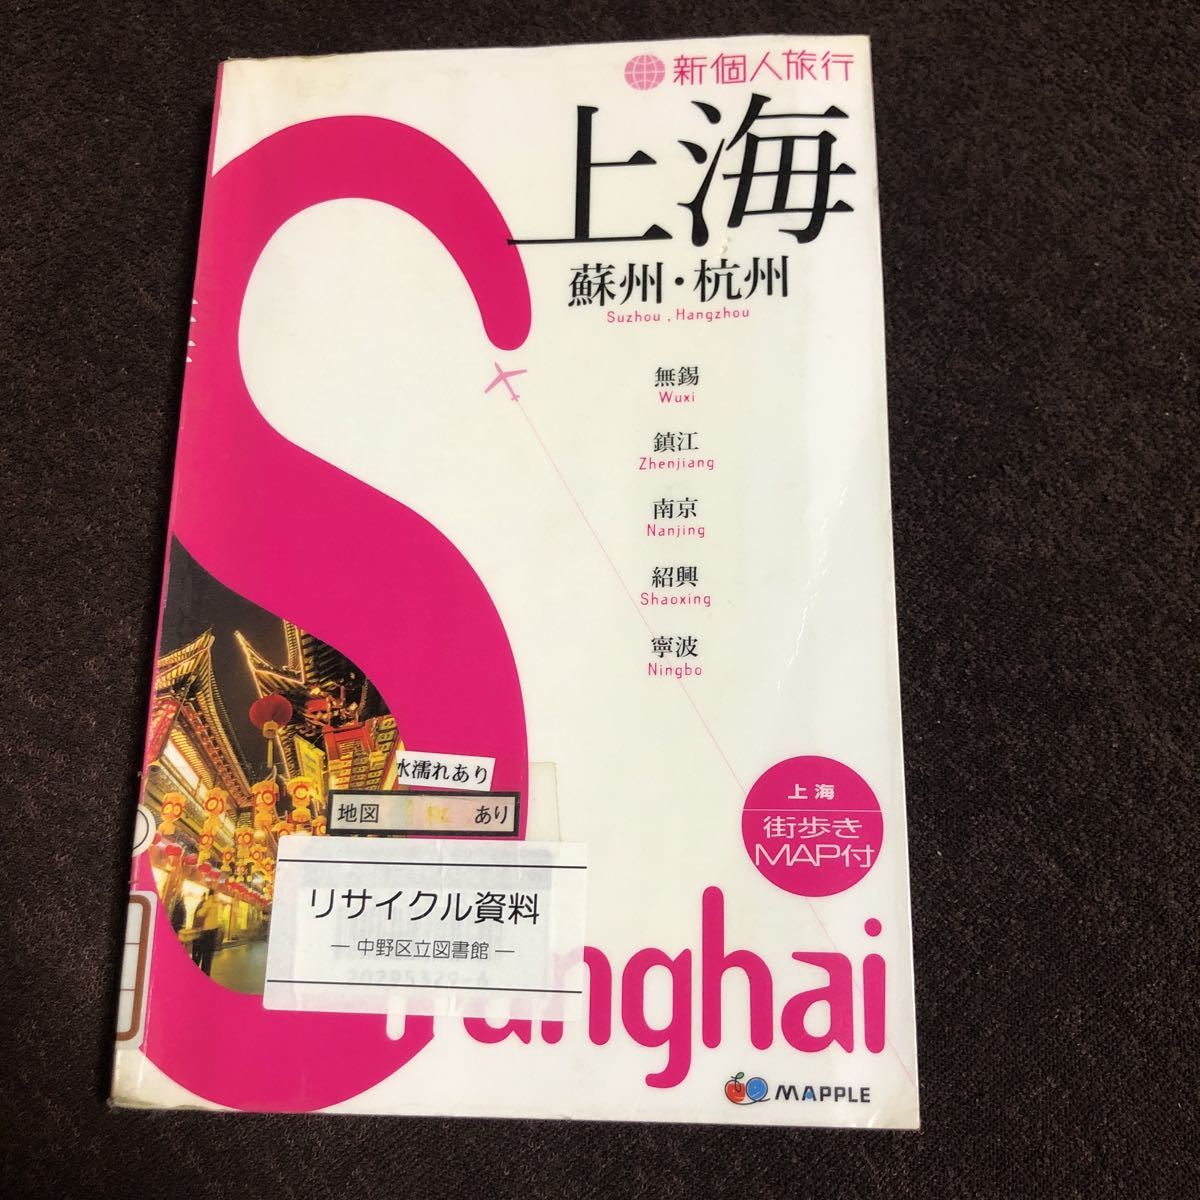 新個人旅行
上海
蘇州・杭州
Suzhou , Hangzhou
無錫
Wuxi
鎮江
Zhenjiang
南京
Nanjing
紹興
Shaoxing
寧波
Ningbo
上海
街歩き
MAP付
水濡れあり
地図 あり
リサイクル資料
― 中野区立図書館 ―
Shanghai
MAPPLE